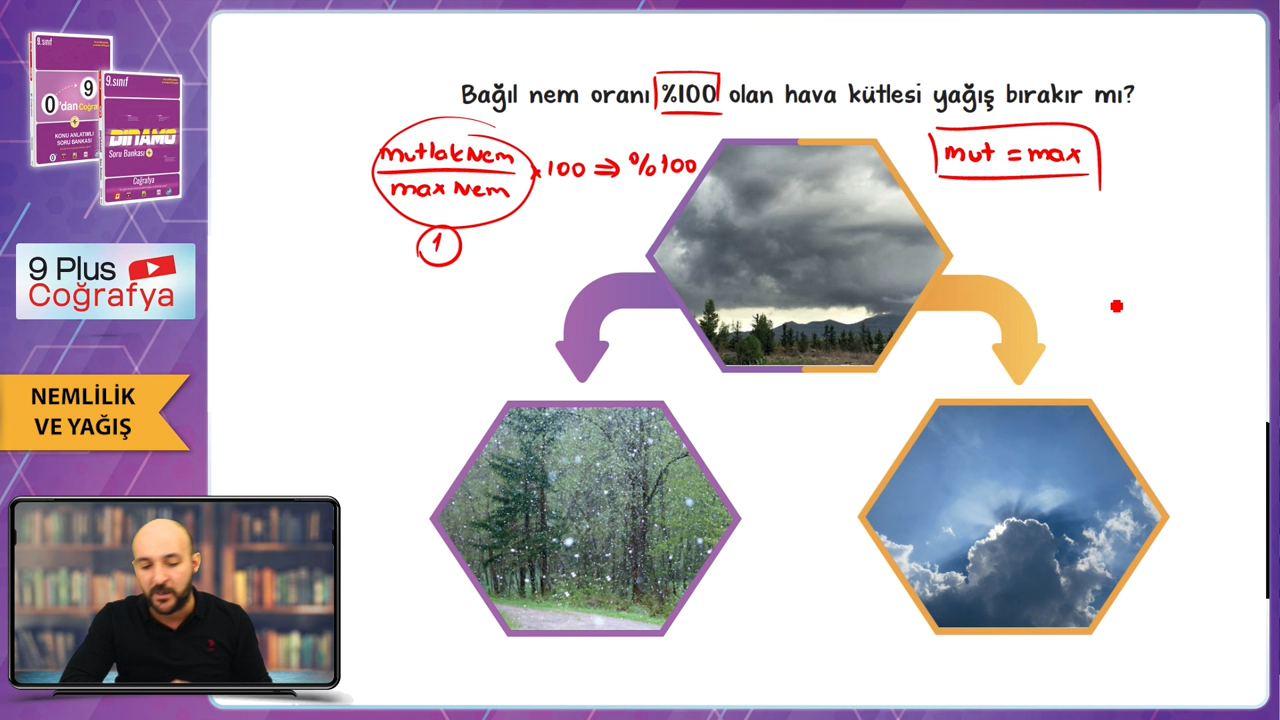 9.sınıf
0'dan
9
Coğrafya
KONU ANLATIMLI
SORU BANKASI
9.sınıf
DİNAMO
Soru Bankası
Coğrafya
9 Plus
Coğrafya
NEMLİLİK
VE YAĞIŞ
Bağıl nem oranı %100 olan hava kütlesi yağış bırakır mı?
mutlak Nem
max Nem
x 100 ⇒ %100
1
mut = max